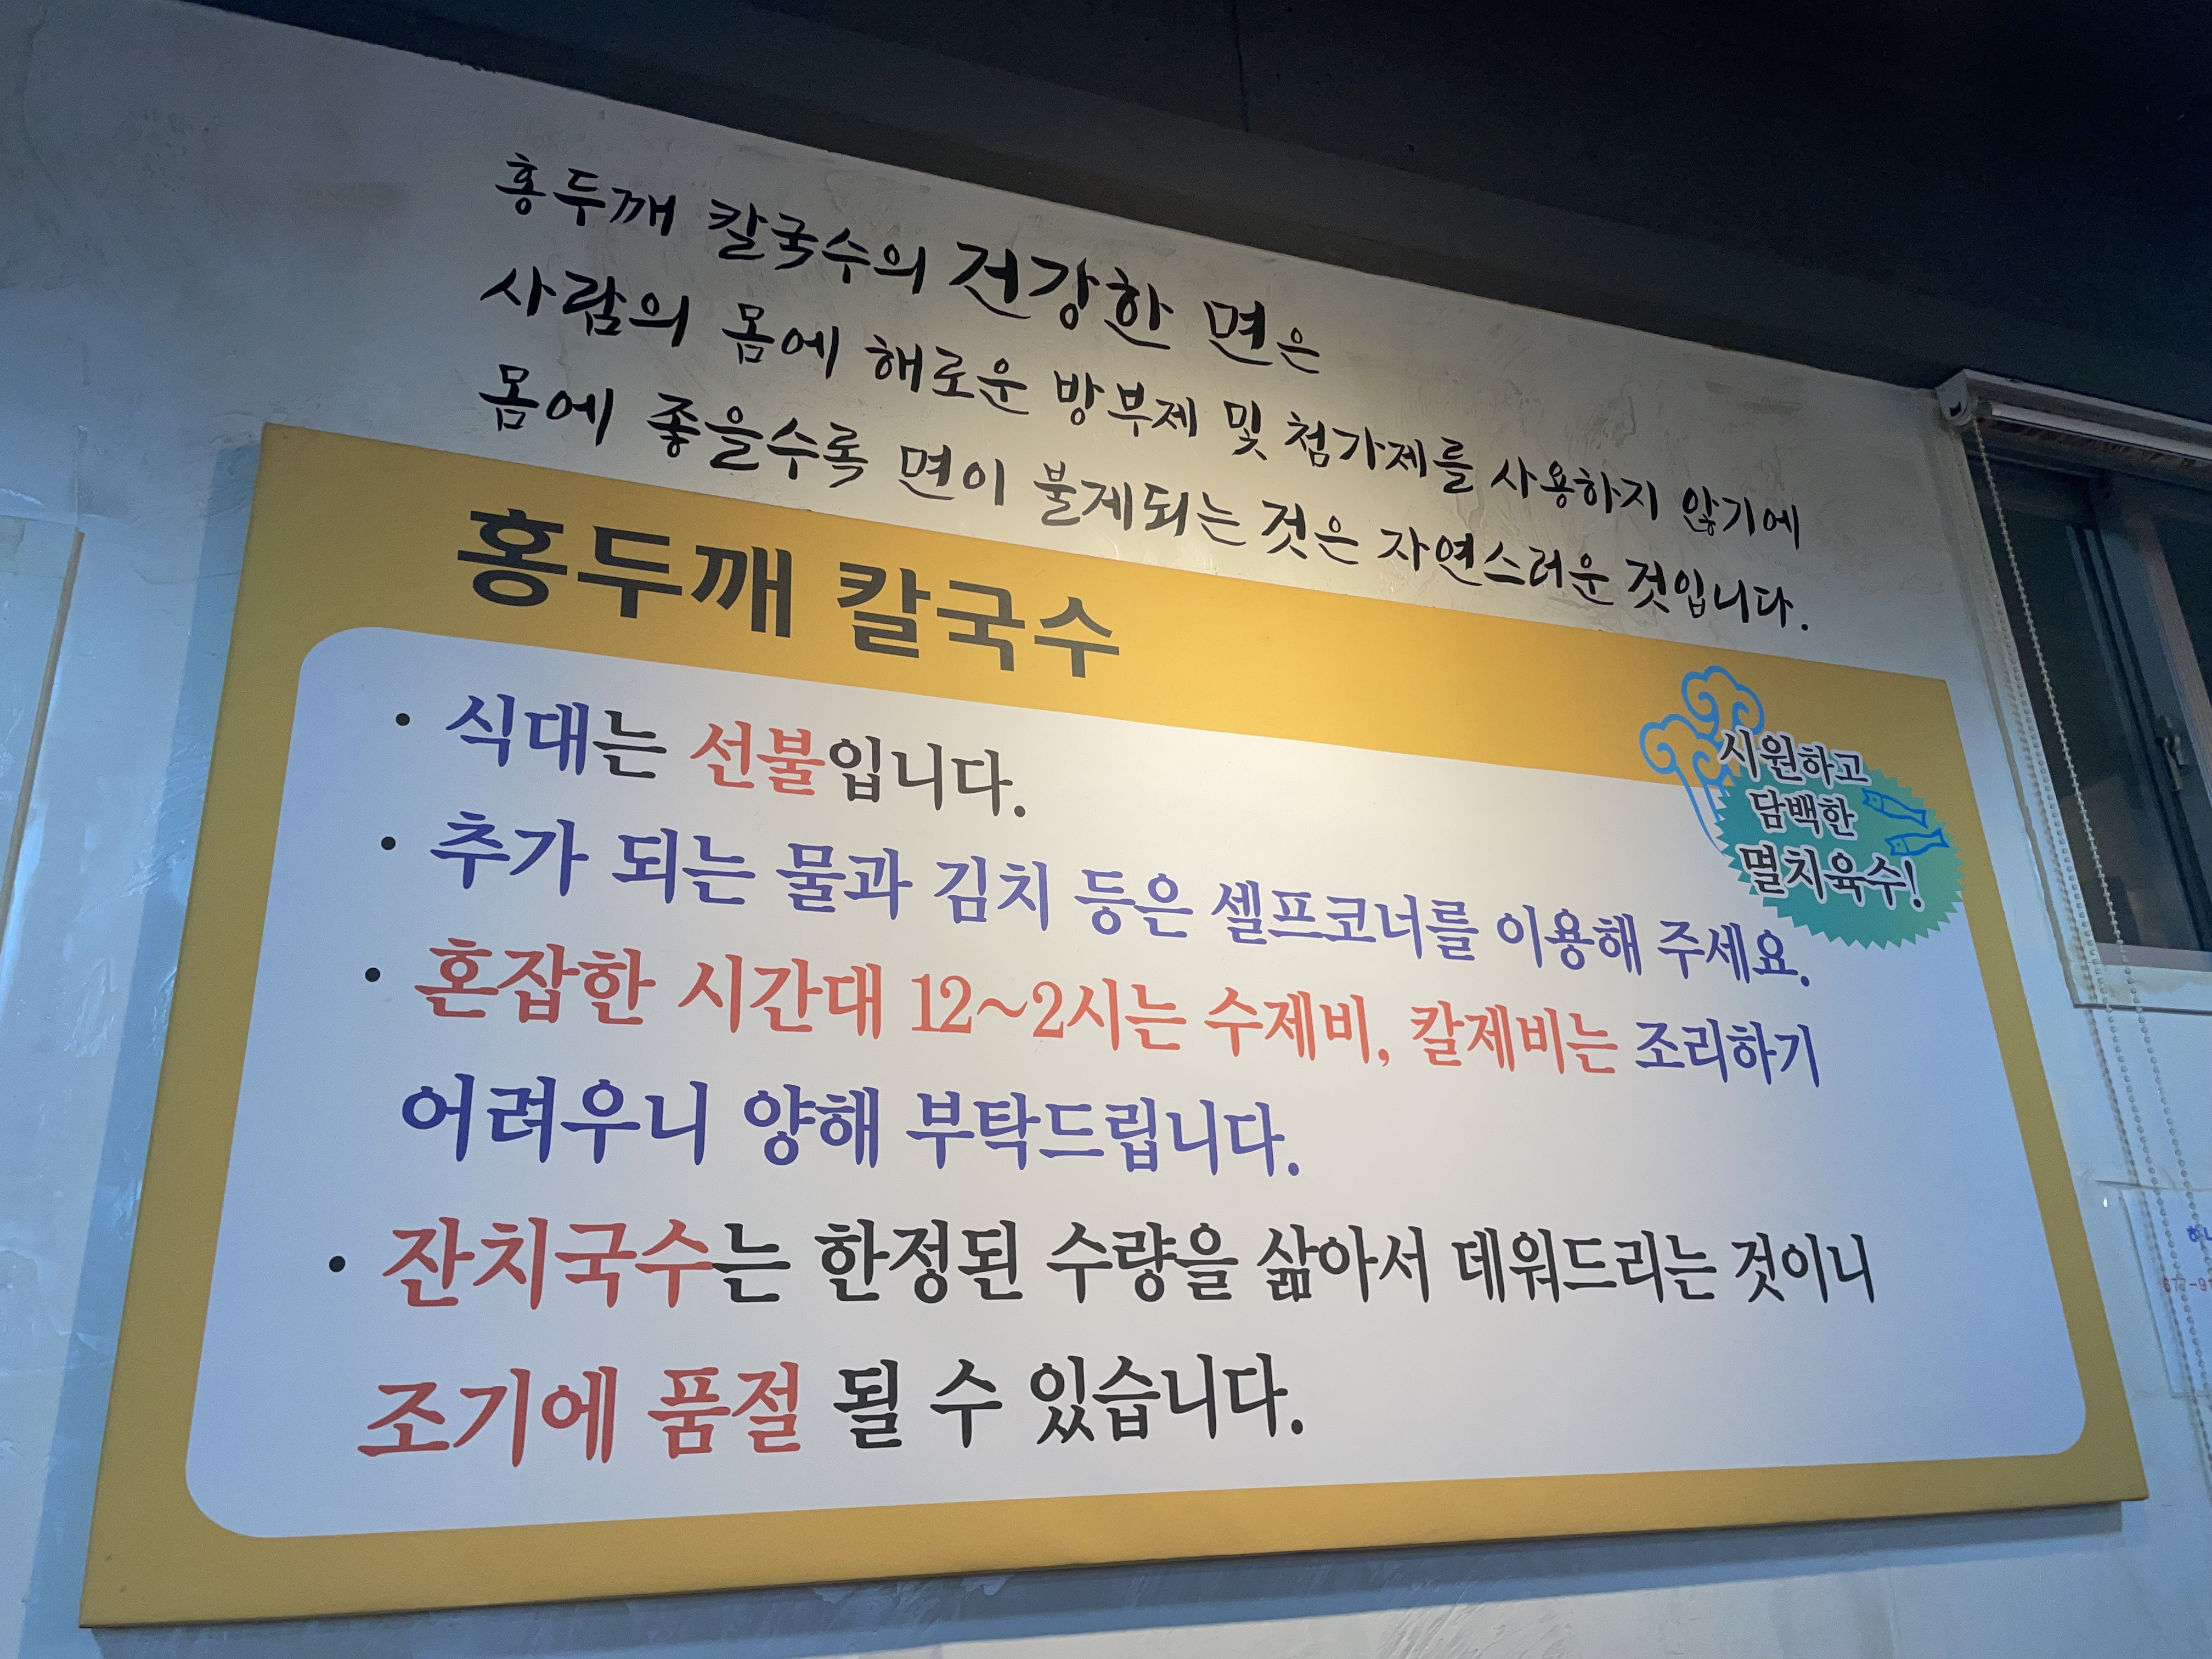 홍두깨 칼국수의 건강한 면은
사람의 몸에 해로운 방부제 및 첨가제를 사용하지 않기에
몸에 좋을수록 면이 불게되는 것은 자연스러운 것입니다.
홍두깨 칼국수
시원하고
담백한
멸치육수!
• 식대는 선불입니다.
• 추가 되는 물과 김치 등은 셀프코너를 이용해 주세요.
• 혼잡한 시간대 12~2시는 수제비, 칼제비는 조리하기
어려우니 양해 부탁드립니다.
• 잔치국수는 한정된 수량을 삶아서 데워드리는 것이니
조기에 품절 될 수 있습니다.